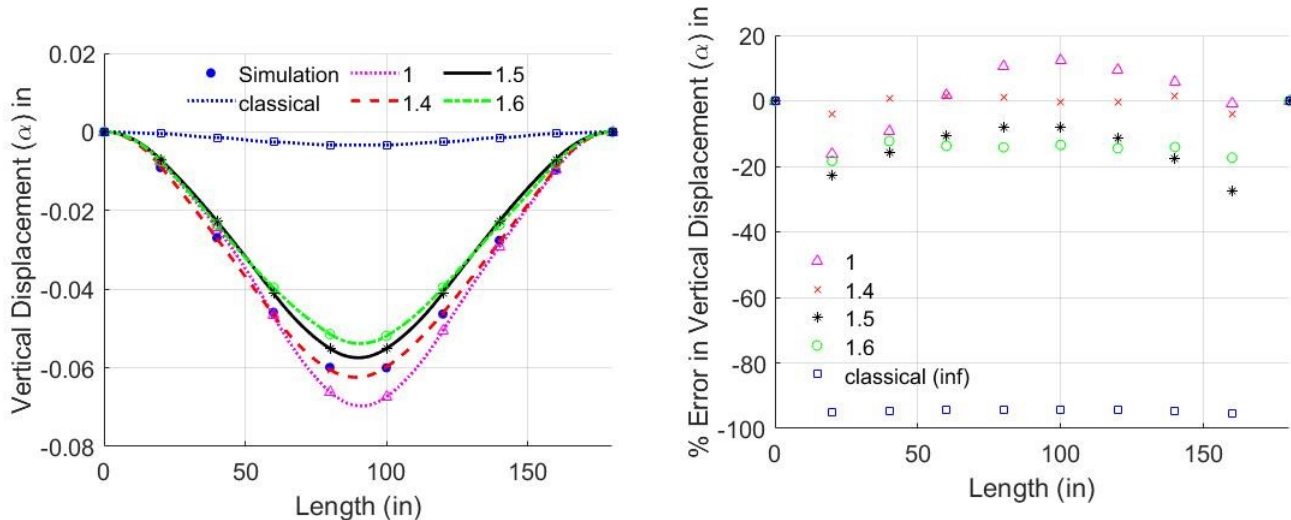 0.02
0
-0.02
-0.04
-0.06
-0.08
Vertical Displacement (α) in
Simulation 1 1.5
classical 1.4 1.6
0 50 100 150
Length (in)
20
0
-20
-40
-60
-80
-100
% Error in Vertical Displacement (α) in
1
1.4
1.5
1.6
classical (inf)
0 50 100 150
Length (in)